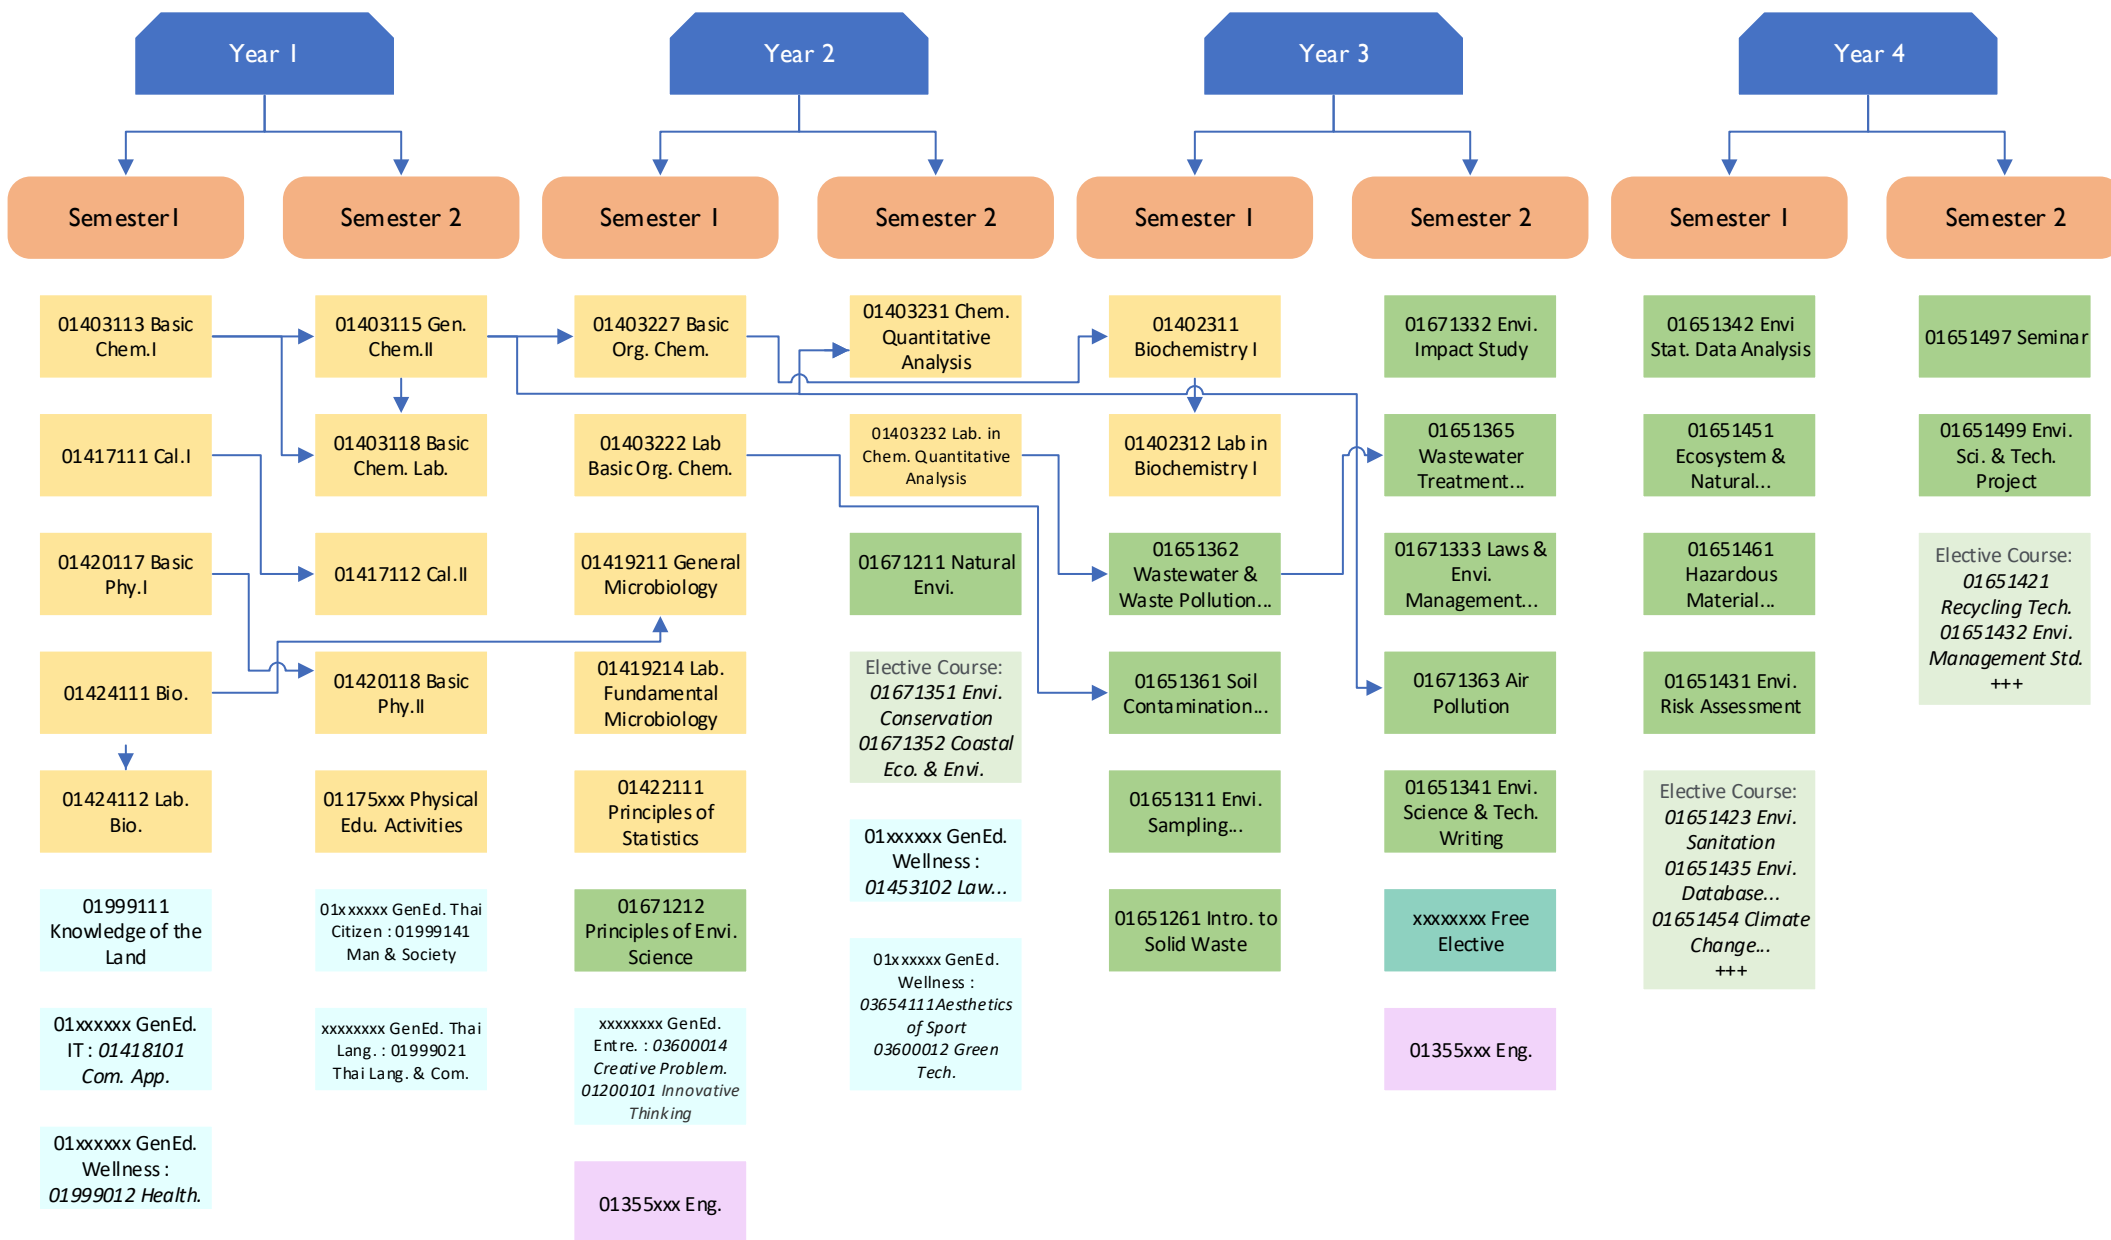 Year 1
Year 2
Year 3
Year 4
Semester1
Semester 2
Semester 1
Semester 2
Semester 1
Semester 2
Semester 1
Semester 2
01403113 Basic
Chem.I
01417111 Cal.I
01420117 Basic
Phy.I
01424111 Bio.
01424112 Lab.
Bio.
01999111
Knowledge of the
Land
01xxxxxx GenEd.
IT : 01418101
Com. App.
01xxxxxx GenEd.
Wellness :
01999012 Health.
01403115 Gen.
Chem.II
01403118 Basic
Chem. Lab.
01417112 Cal.II
01420118 Basic
Phy.II
01175xxx Physical
Edu. Activities
01xxxxxx GenEd. Thai
Citizen : 01999141
Man & Society
xxxxxxxx GenEd. Thai
Lang. : 01999021
Thai Lang. & Com.
01403227 Basic
Org. Chem.
01403222 Lab
Basic Org. Chem.
01419211 General
Microbiology
01419214 Lab.
Fundamental
Microbiology
01422111
Principles of
Statistics
01671212
Principles of Envi.
Science
xxxxxxxx GenEd.
Entre. : 03600014
Creative Problem.
01200101 Innovative
Thinking
01355xxx Eng.
01403231 Chem.
Quantitative
Analysis
01403232 Lab. in
Chem. Quantitative
Analysis
01671211 Natural
Envi.
Elective Course:
01671351 Envi.
Conservation
01671352 Coastal
Eco. & Envi.
01xxxxxx GenEd.
Wellness :
01453102 Law...
01xxxxxx GenEd.
Wellness :
03654111Aesthetics
of Sport
03600012 Green
Tech.
01402311
Biochemistry I
01402312 Lab in
Biochemistry I
01651362
Wastewater &
Waste Pollution...
01651361 Soil
Contamination...
01651311 Envi.
Sampling...
01651261 Intro. to
Solid Waste
01671332 Envi.
Impact Study
01651365
Wastewater
Treatment...
01671333 Laws &
Envi.
Management...
01671363 Air
Pollution
01651341 Envi.
Science & Tech.
Writing
xxxxxxxx Free
Elective
01355xxx Eng.
01651342 Envi
Stat. Data Analysis
01651451
Ecosystem &
Natural...
01651461
Hazardous
Material...
01651431 Envi.
Risk Assessment
Elective Course:
01651423 Envi.
Sanitation
01651435 Envi.
Database...
01651454 Climate
Change...
+++
01651497 Seminar
01651499 Envi.
Sci. & Tech.
Project
Elective Course:
01651421
Recycling Tech.
01651432 Envi.
Management Std.
+++